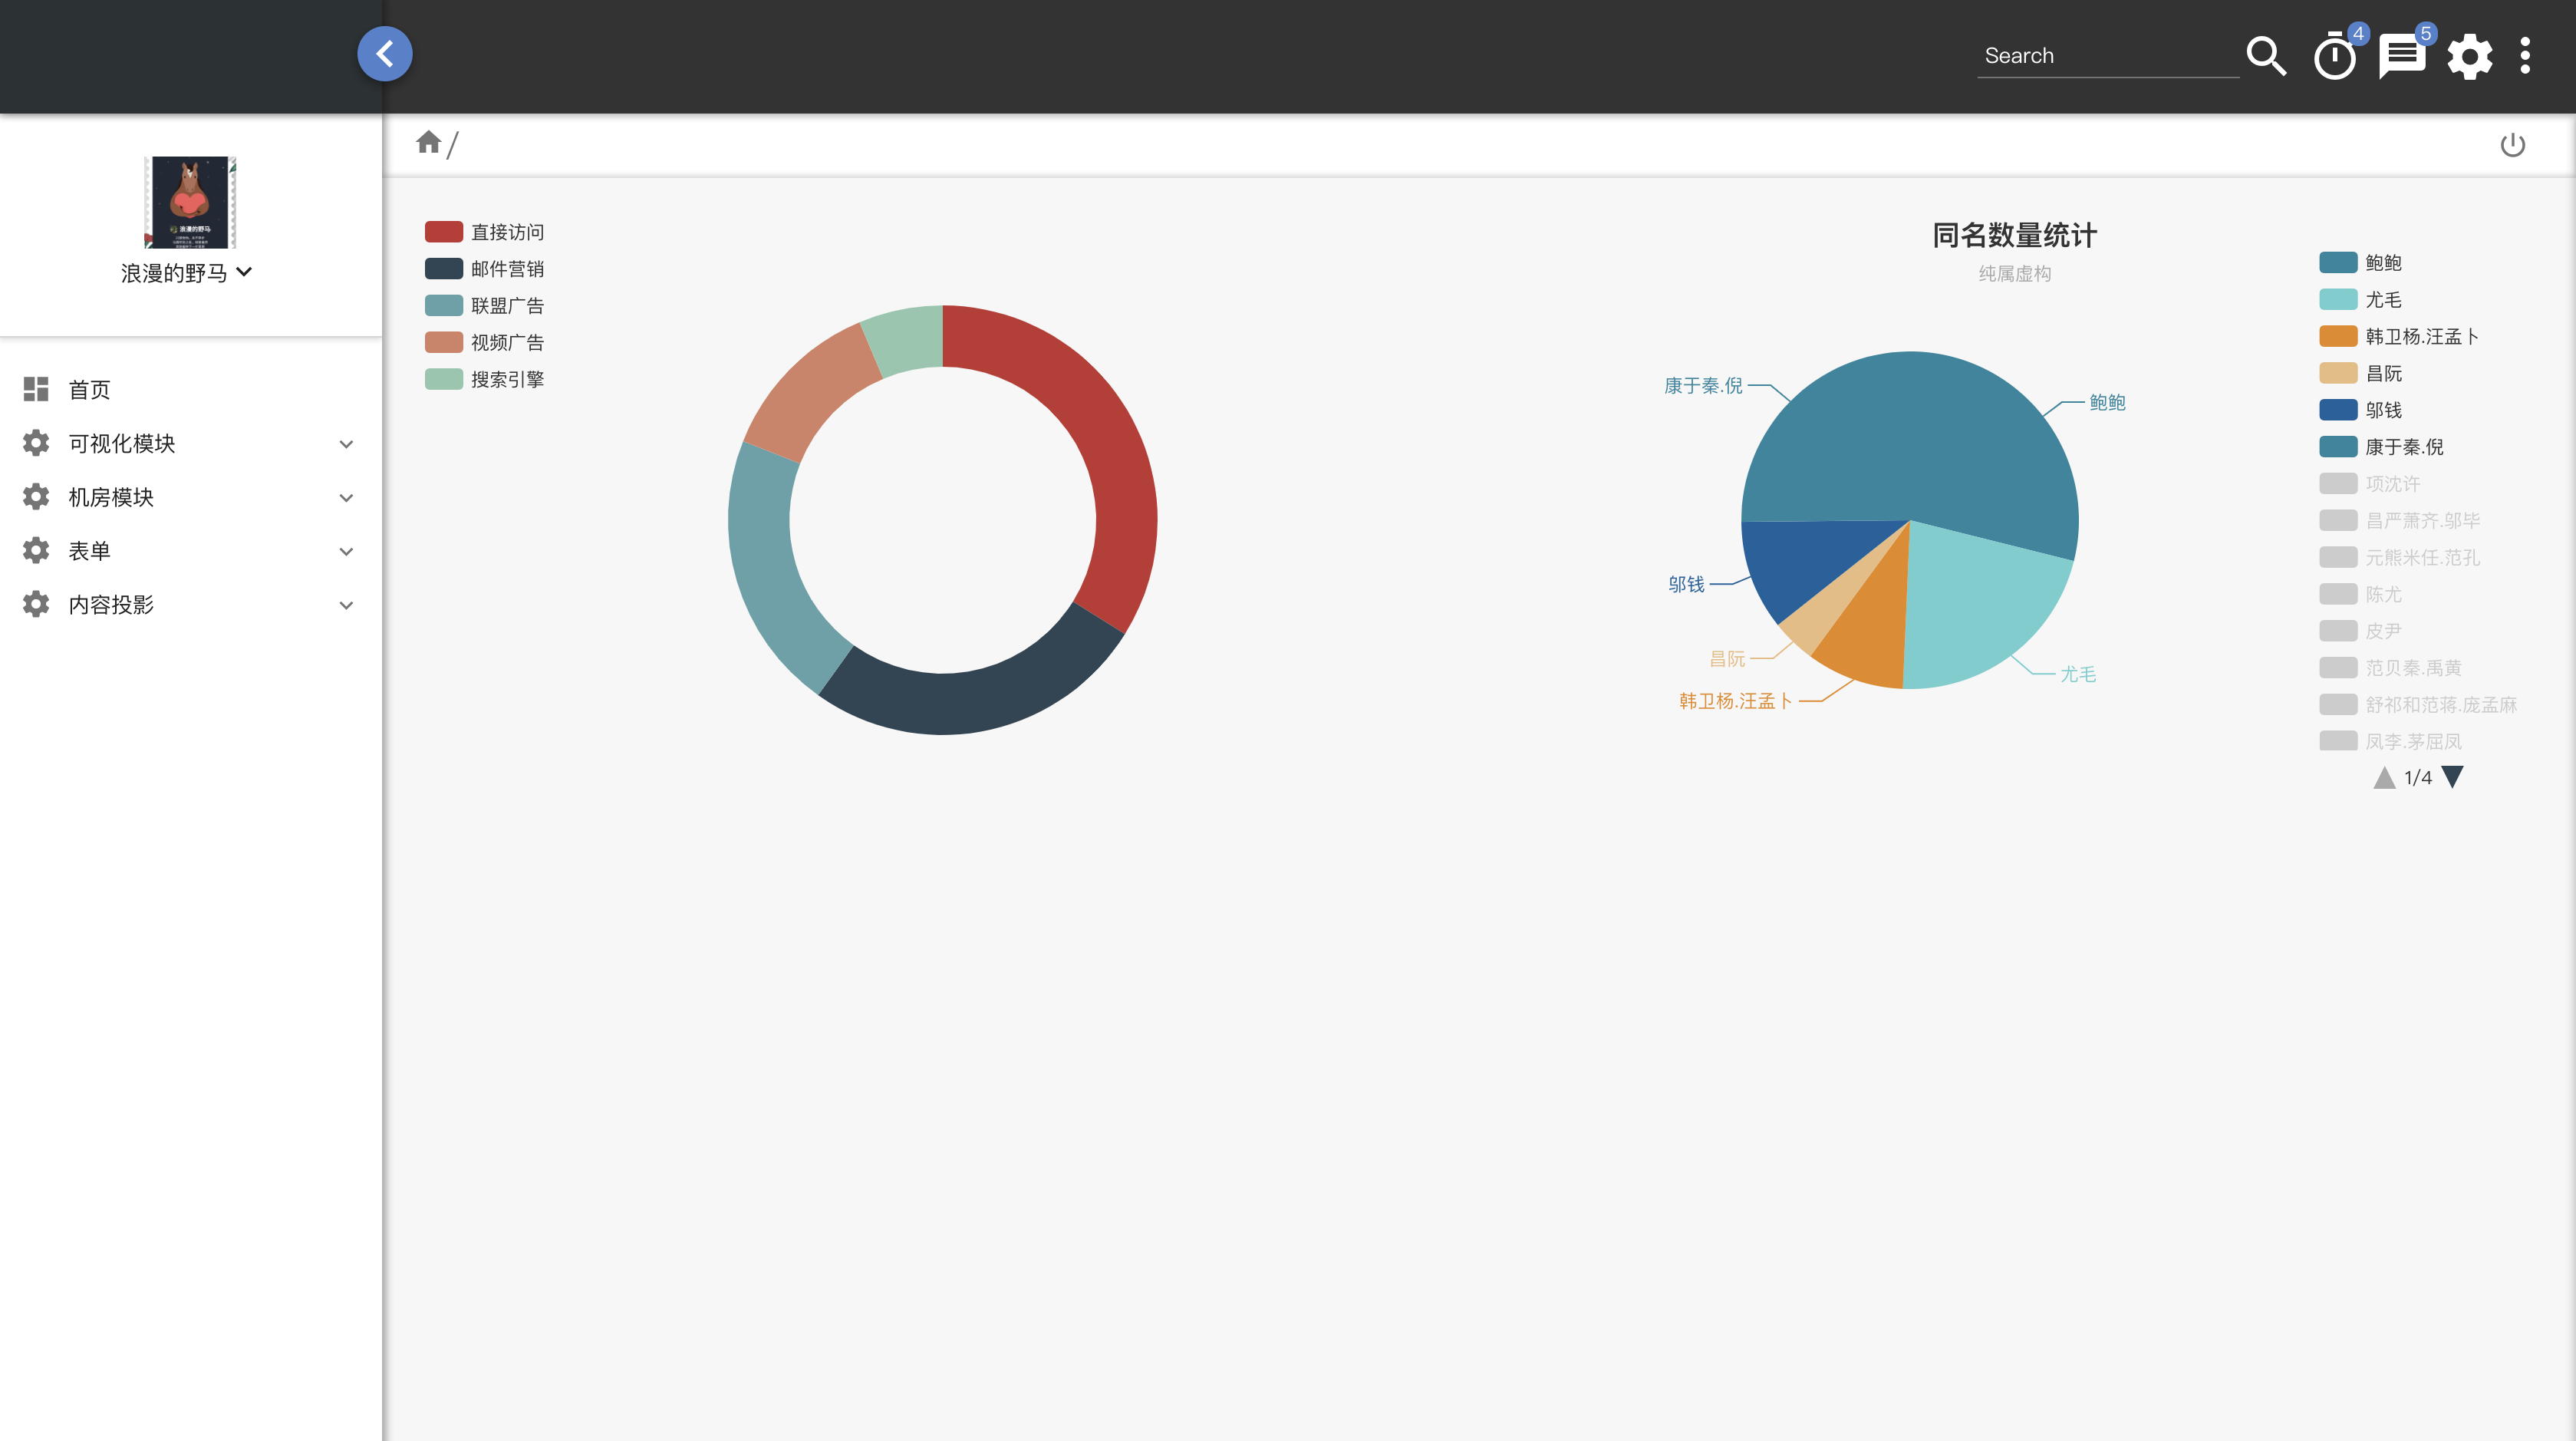 Search
4
5
/
浪漫的野马
浪漫的野马
首页
可视化模块
机房模块
表单
内容投影
直接访问
邮件营销
联盟广告
视频广告
搜索引擎
同名数量统计
纯属虚构
康于秦.倪
鲍鲍
邬钱
昌阮
韩卫杨.汪孟卜
尤毛
鲍鲍
尤毛
韩卫杨.汪孟卜
昌阮
邬钱
康于秦.倪
项沈许
昌严萧齐.邬毕
元熊米任.范孔
陈尤
皮尹
范贝秦.禹黄
舒祁和范蒋.庞孟麻
凤李.茅屈凤
1/4